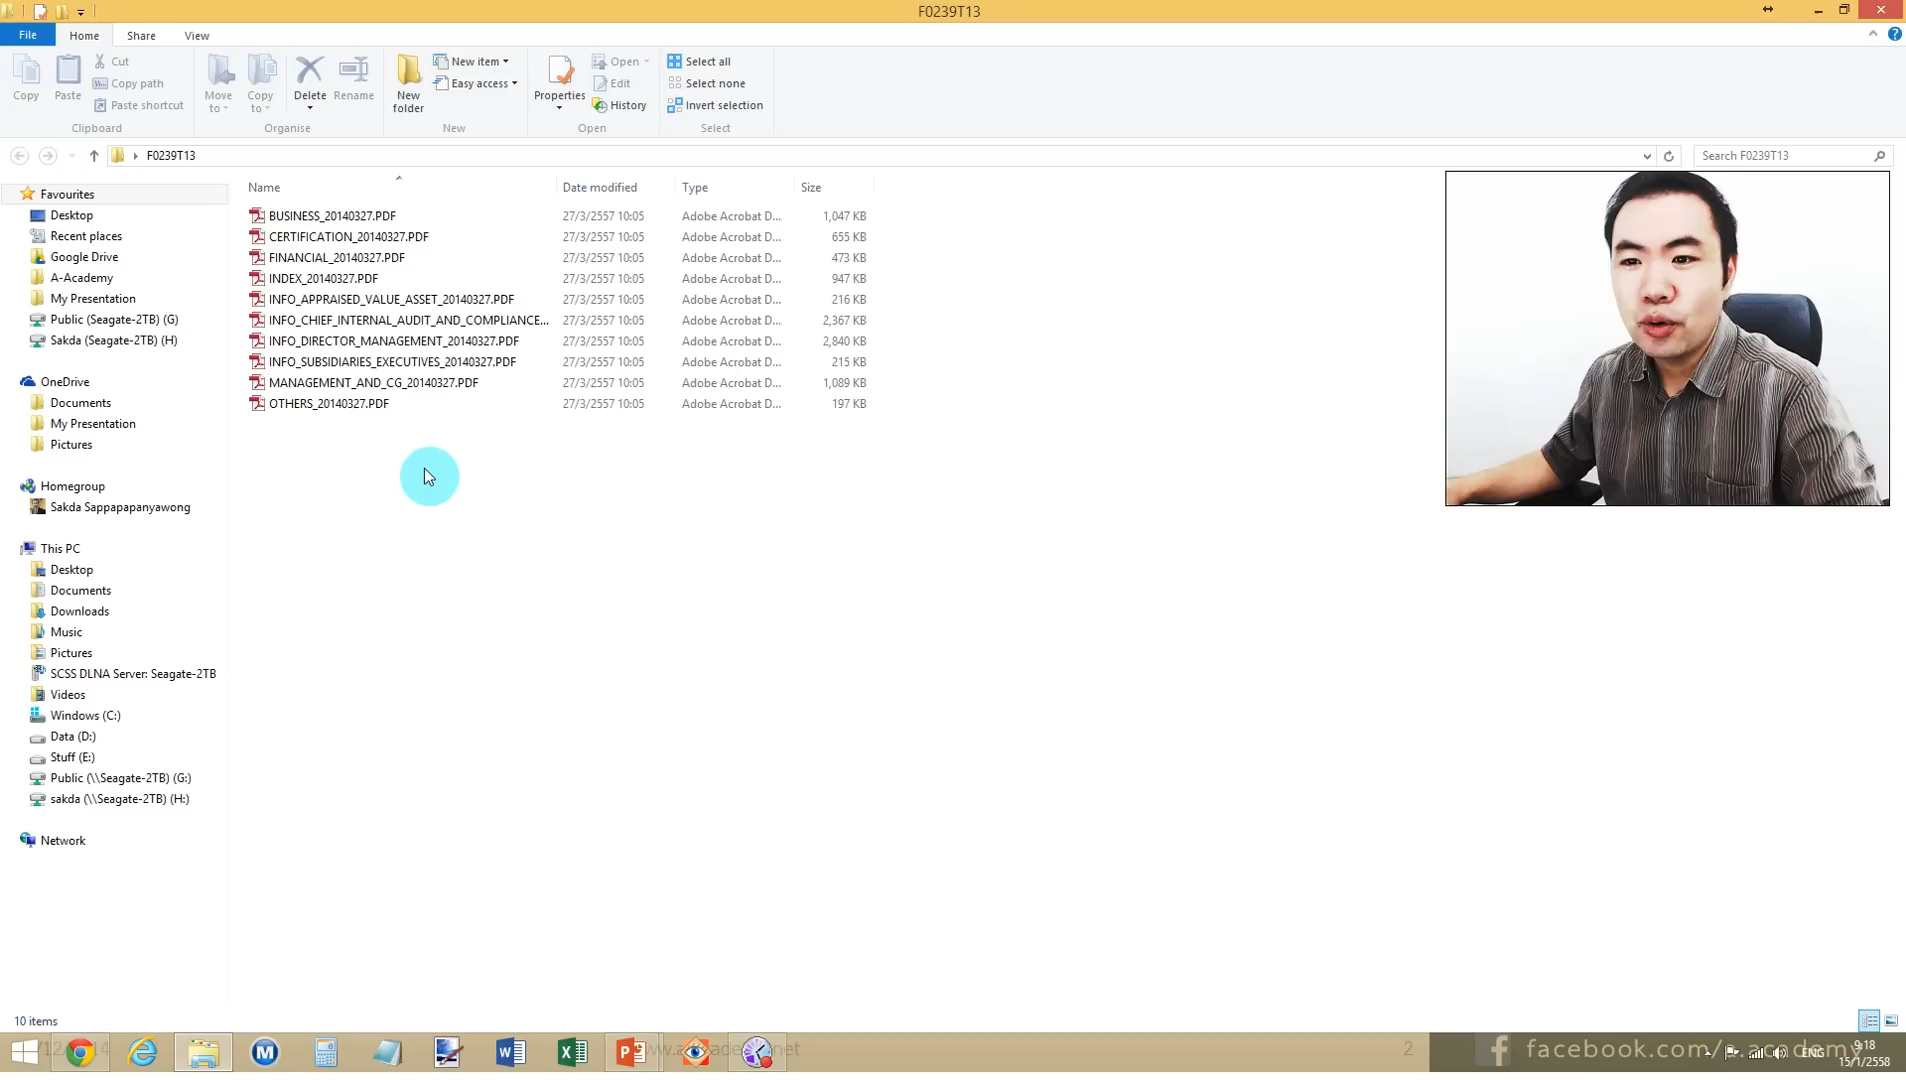 F0239T13
File Home Share View
Copy
Paste
Cut
Copy path
Paste shortcut
Clipboard
Move to
Copy to
Delete
Rename
Organise
New folder
New item
Easy access
New
Properties
Open
Edit
History
Open
Select all
Select none
Invert selection
Select
F0239T13
Search F0239T13
Name Date modified Type Size
BUSINESS_20140327.PDF 27/3/2557 10:05 Adobe Acrobat D... 1,047 KB
CERTIFICATION_20140327.PDF 27/3/2557 10:05 Adobe Acrobat D... 655 KB
FINANCIAL_20140327.PDF 27/3/2557 10:05 Adobe Acrobat D... 473 KB
INDEX_20140327.PDF 27/3/2557 10:05 Adobe Acrobat D... 947 KB
INFO_APPRAISED_VALUE_ASSET_20140327.PDF 27/3/2557 10:05 Adobe Acrobat D... 216 KB
INFO_CHIEF_INTERNAL_AUDIT_AND_COMPLIANCE... 27/3/2557 10:05 Adobe Acrobat D... 2,367 KB
INFO_DIRECTOR_MANAGEMENT_20140327.PDF 27/3/2557 10:05 Adobe Acrobat D... 2,840 KB
INFO_SUBSIDIARIES_EXECUTIVES_20140327.PDF 27/3/2557 10:05 Adobe Acrobat D... 215 KB
MANAGEMENT_AND_CG_20140327.PDF 27/3/2557 10:05 Adobe Acrobat D... 1,089 KB
OTHERS_20140327.PDF 27/3/2557 10:05 Adobe Acrobat D... 197 KB
Favourites
Desktop
Recent places
Google Drive
A-Academy
My Presentation
Public (Seagate-2TB) (G)
Sakda (Seagate-2TB) (H)
OneDrive
Documents
My Presentation
Pictures
Homegroup
Sakda Sappapapanyawong
This PC
Desktop
Documents
Downloads
Music
Pictures
SCSS DLNA Server: Seagate-2TB
Videos
Windows (C:)
Data (D:)
Stuff (E:)
Public (\\Seagate-2TB) (G:)
sakda (\\Seagate-2TB) (H:)
Network
10 items
2
facebook.com/a.academy
ENG
9:18
15/1/2558